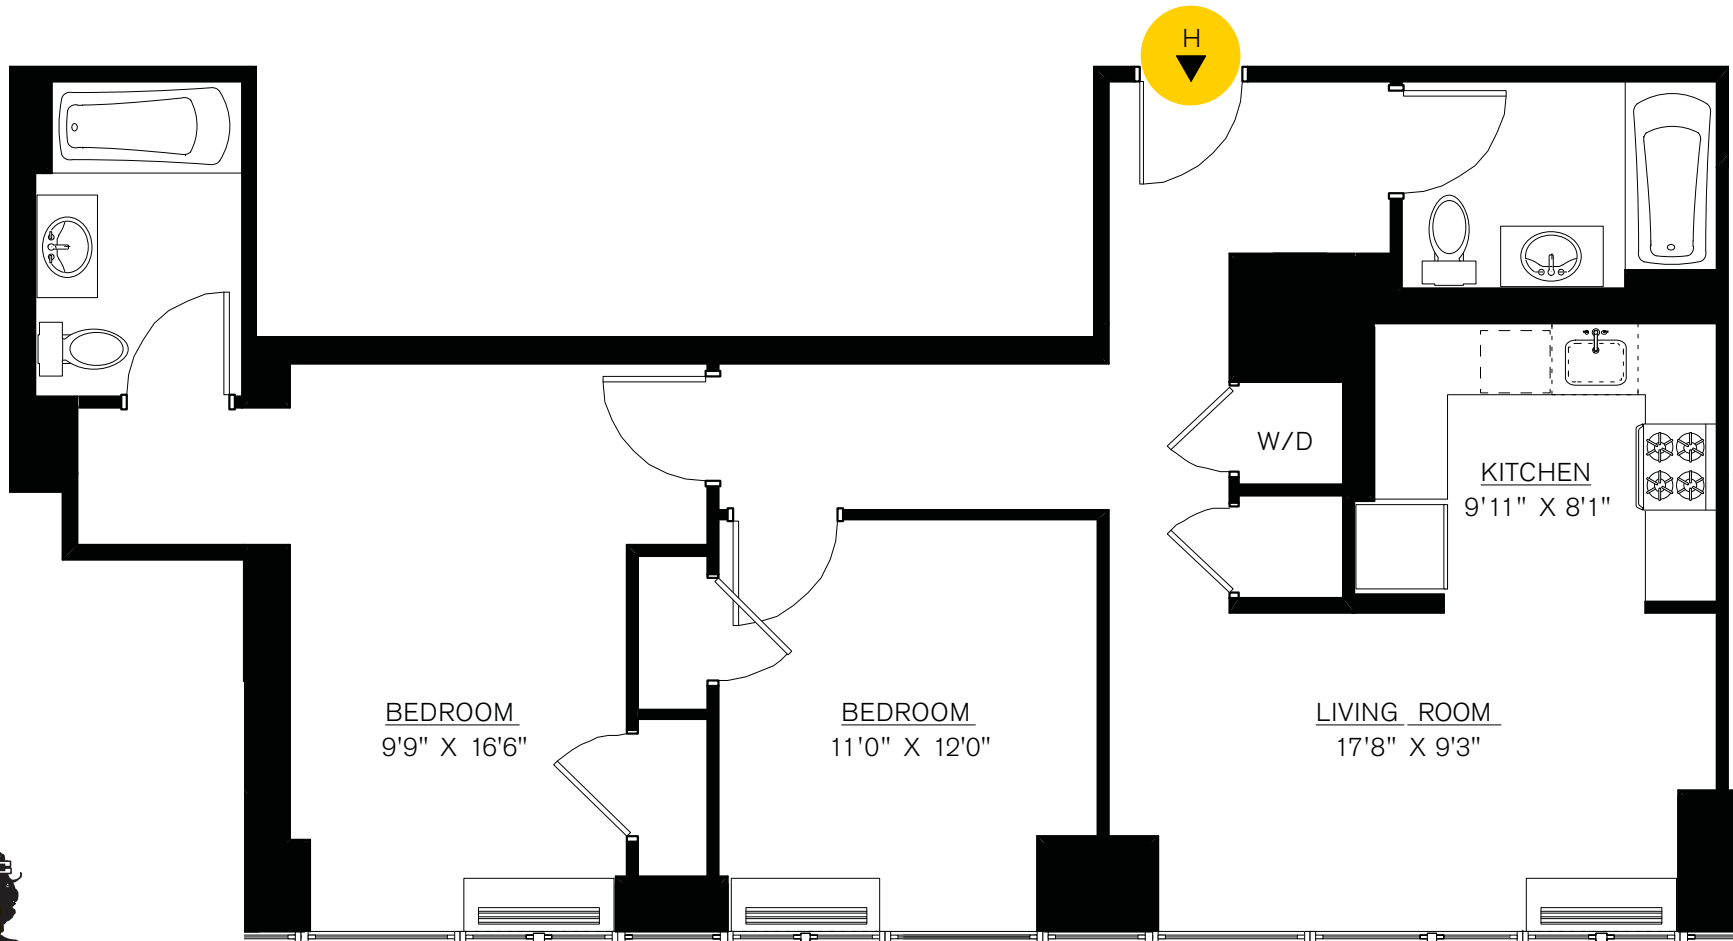 H
W/D
KITCHEN
9'11" X 8'1"
BEDROOM
9'9" X 16'6"
BEDROOM
11'0" X 12'0"
LIVING ROOM
17'8" X 9'3"